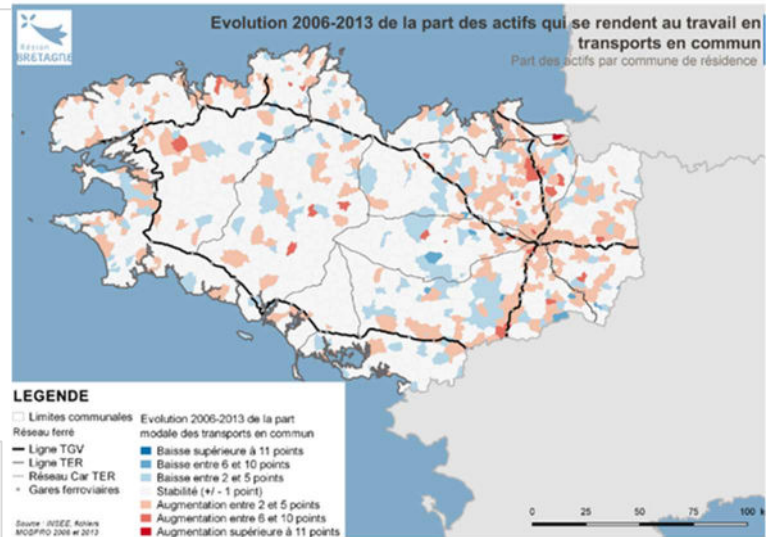 Evolution 2006-2013 de la part des actifs qui se rendent au travail en
transports en commun
Part des actifs par commune de résidence
Région
BRETAGNE
LEGENDE
Limites communales
Réseau ferré
Ligne TGV
Ligne TER
Réseau Car TER
Gares ferroviaires
Source : INSEE, fichiers
MOBPRO 2006 et 2013
Evolution 2006-2013 de la part
modale des transports en commun
Baisse supérieure à 11 points
Baisse entre 6 et 10 points
Baisse entre 2 et 5 points
Stabilité (+/ - 1 point)
Augmentation entre 2 et 5 points
Augmentation entre 6 et 10 points
Augmentation supérieure à 11 points
0 25 50 75 100 k